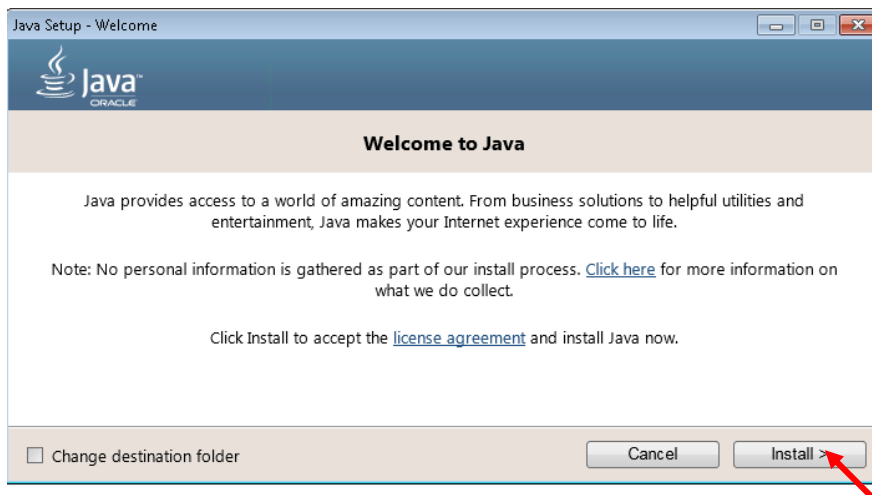 Java Setup - Welcome
Java™
ORACLE
Welcome to Java
Java provides access to a world of amazing content. From business solutions to helpful utilities and
entertainment, Java makes your Internet experience come to life.
Note: No personal information is gathered as part of our install process. Click here for more information on
what we do collect.
Click Install to accept the license agreement and install Java now.
Change destination folder
Cancel
Install >